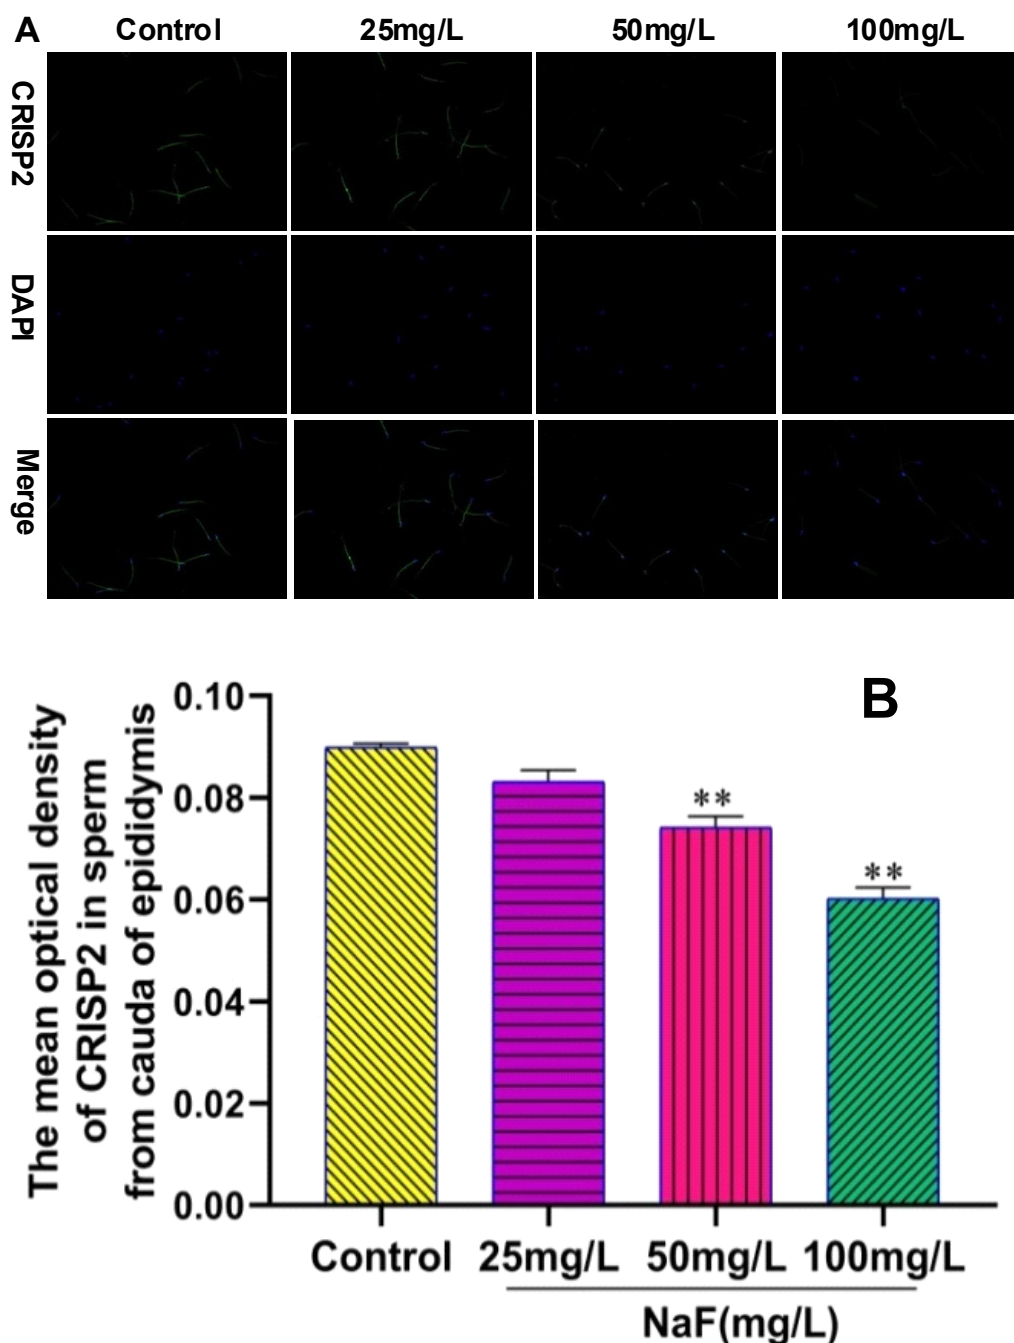 A
Control 25mg/L 50mg/L 100mg/L
CRISP2
DAPI
Merge
B
The mean optical density
of CRISP2 in sperm
from cauda of epididymis
0.10
0.08
0.06
0.04
0.02
0.00
**
**
Control 25mg/L 50mg/L 100mg/L
NaF(mg/L)